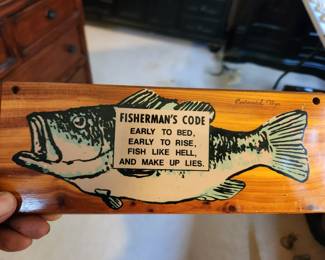 FISHERMAN'S CODE
EARLY TO BED,
EARLY TO RISE,
FISH LIKE HELL,
AND MAKE UP LIES.